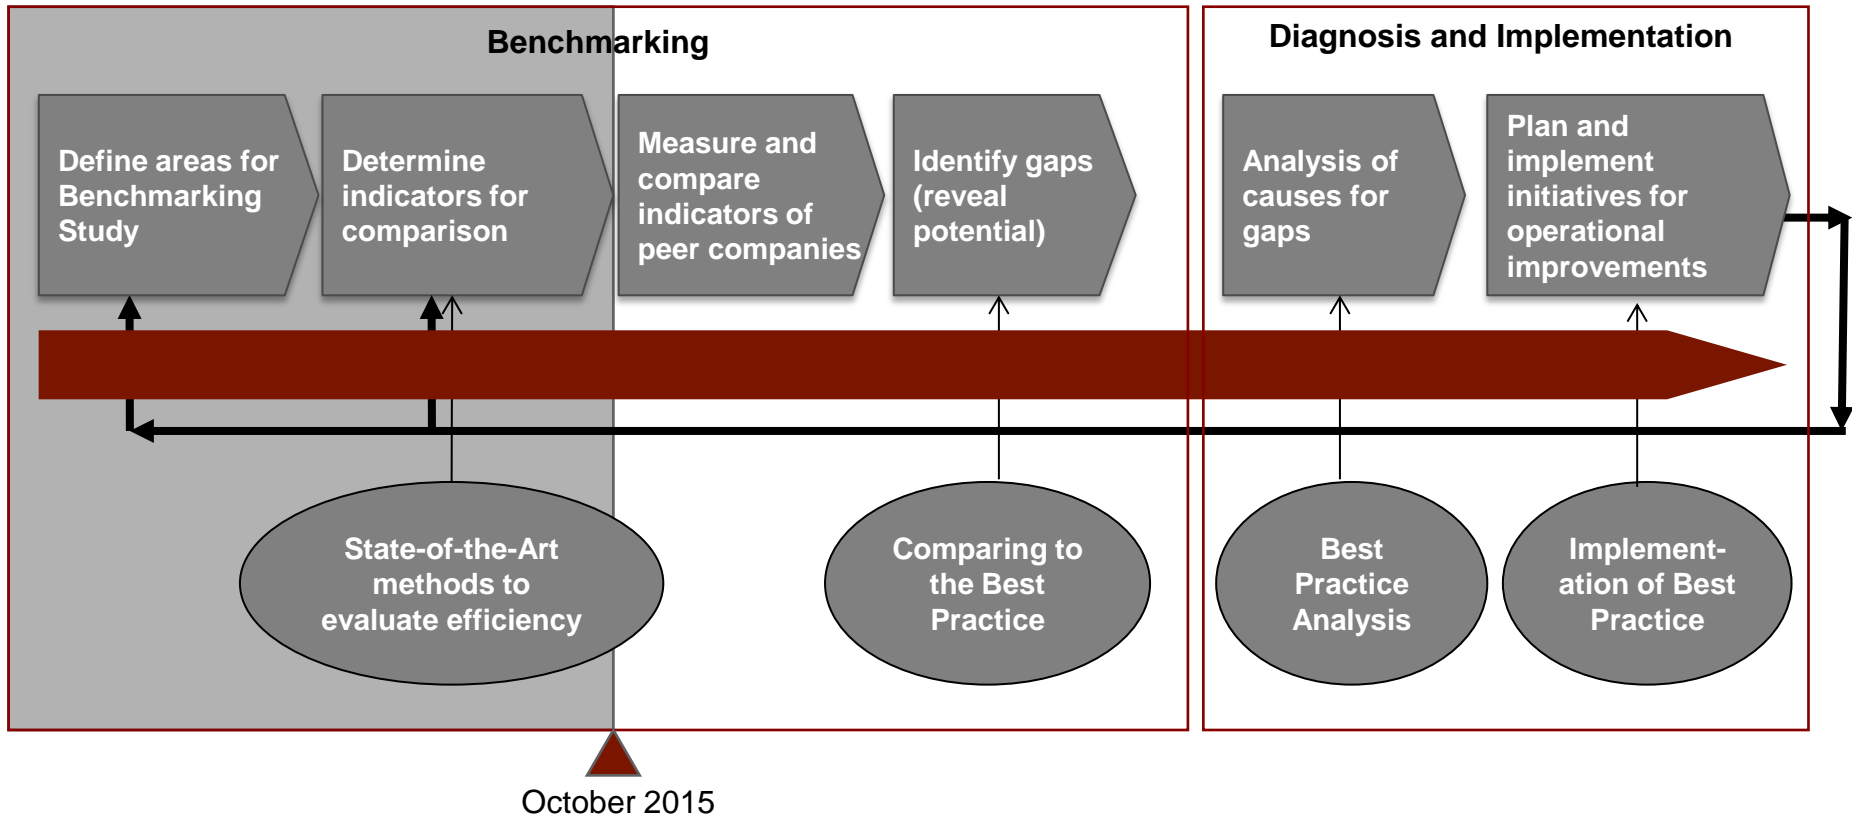 Benchmarking
Diagnosis and Implementation
Define areas for
Benchmarking
Study
Determine
indicators for
comparison
Measure and
compare
indicators of
peer companies
Identify gaps
(reveal
potential)
Analysis of
causes for
gaps
Plan and
implement
initiatives for
operational
improvements
State-of-the-Art
methods to
evaluate efficiency
Comparing to
the Best
Practice
Best
Practice
Analysis
Implement-
ation of Best
Practice
October 2015